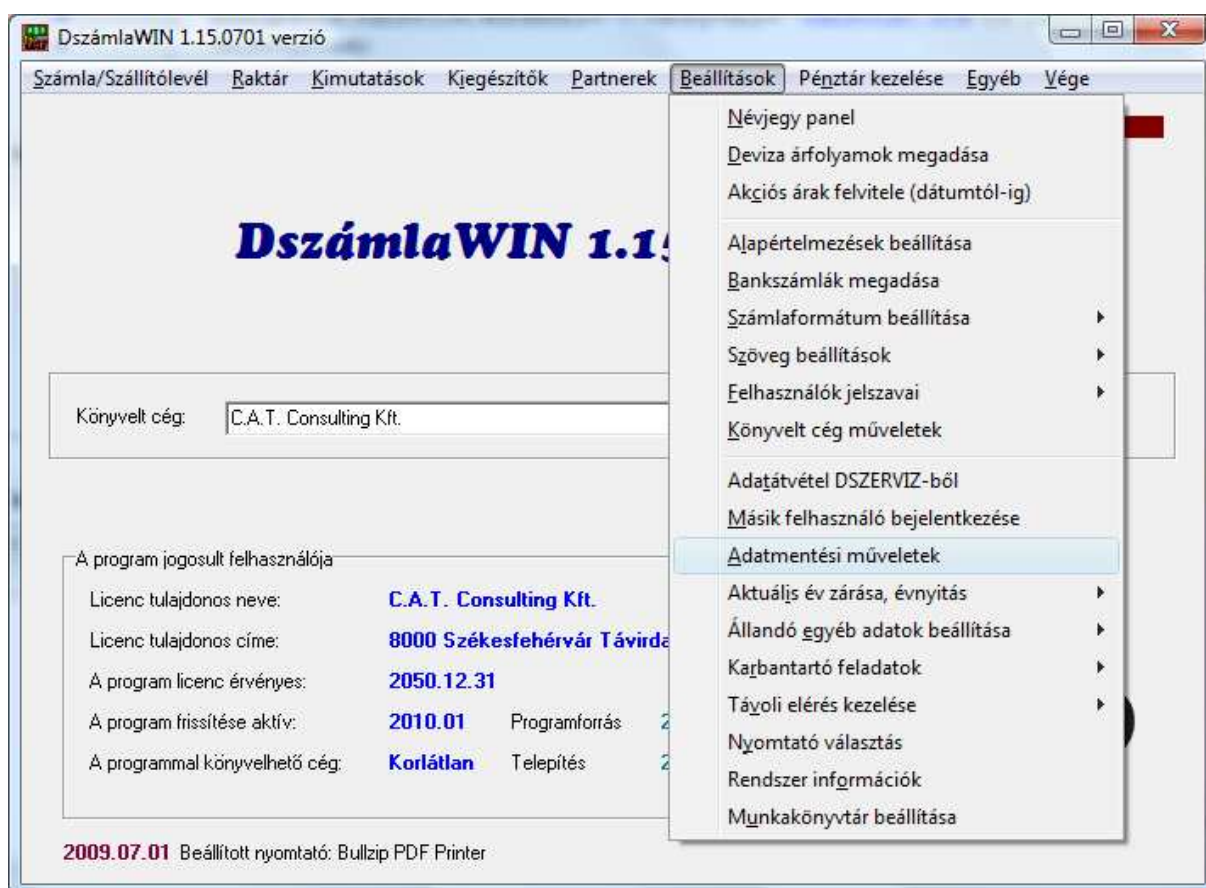 DszámlaWIN 1.15.0701 verzió
Számla/Szállítólevél Raktár Kimutatások Kiegészítők Partnerek Beállítások Pénztár kezelése Egyéb Vége
Névjegy panel
Deviza árfolyamok megadása
Akciós árak felvitele (dátumtól-ig)
Alapértelmezések beállítása
Bankszámlák megadása
Számlaformátum beállítása
Szöveg beállítások
Felhasználók jelszavai
Könyvelt cég műveletek
Adatátvétel DSZERVIZ-ből
Másik felhasználó bejelentkezése
Adatmentési műveletek
Aktuális év zárása, évnyitás
Állandó egyéb adatok beállítása
Karbantartó feladatok
Távoli elérés kezelése
Nyomtató választás
Rendszer információk
Munkakönyvtár beállítása
DszámlaWIN 1.15
Könyvelt cég: C.A.T. Consulting Kft.
A program jogosult felhasználója
Licenc tulajdonos neve: C.A.T. Consulting Kft.
Licenc tulajdonos címe: 8000 Székesfehérvár Távirda
A program licenc érvényes: 2050.12.31
A program frissítése aktív: 2010.01 Programforrás 2
A programmal könyvelhető cég: Korlátlan Telepítés 2
2009.07.01 Beállított nyomtató: Bullzip PDF Printer